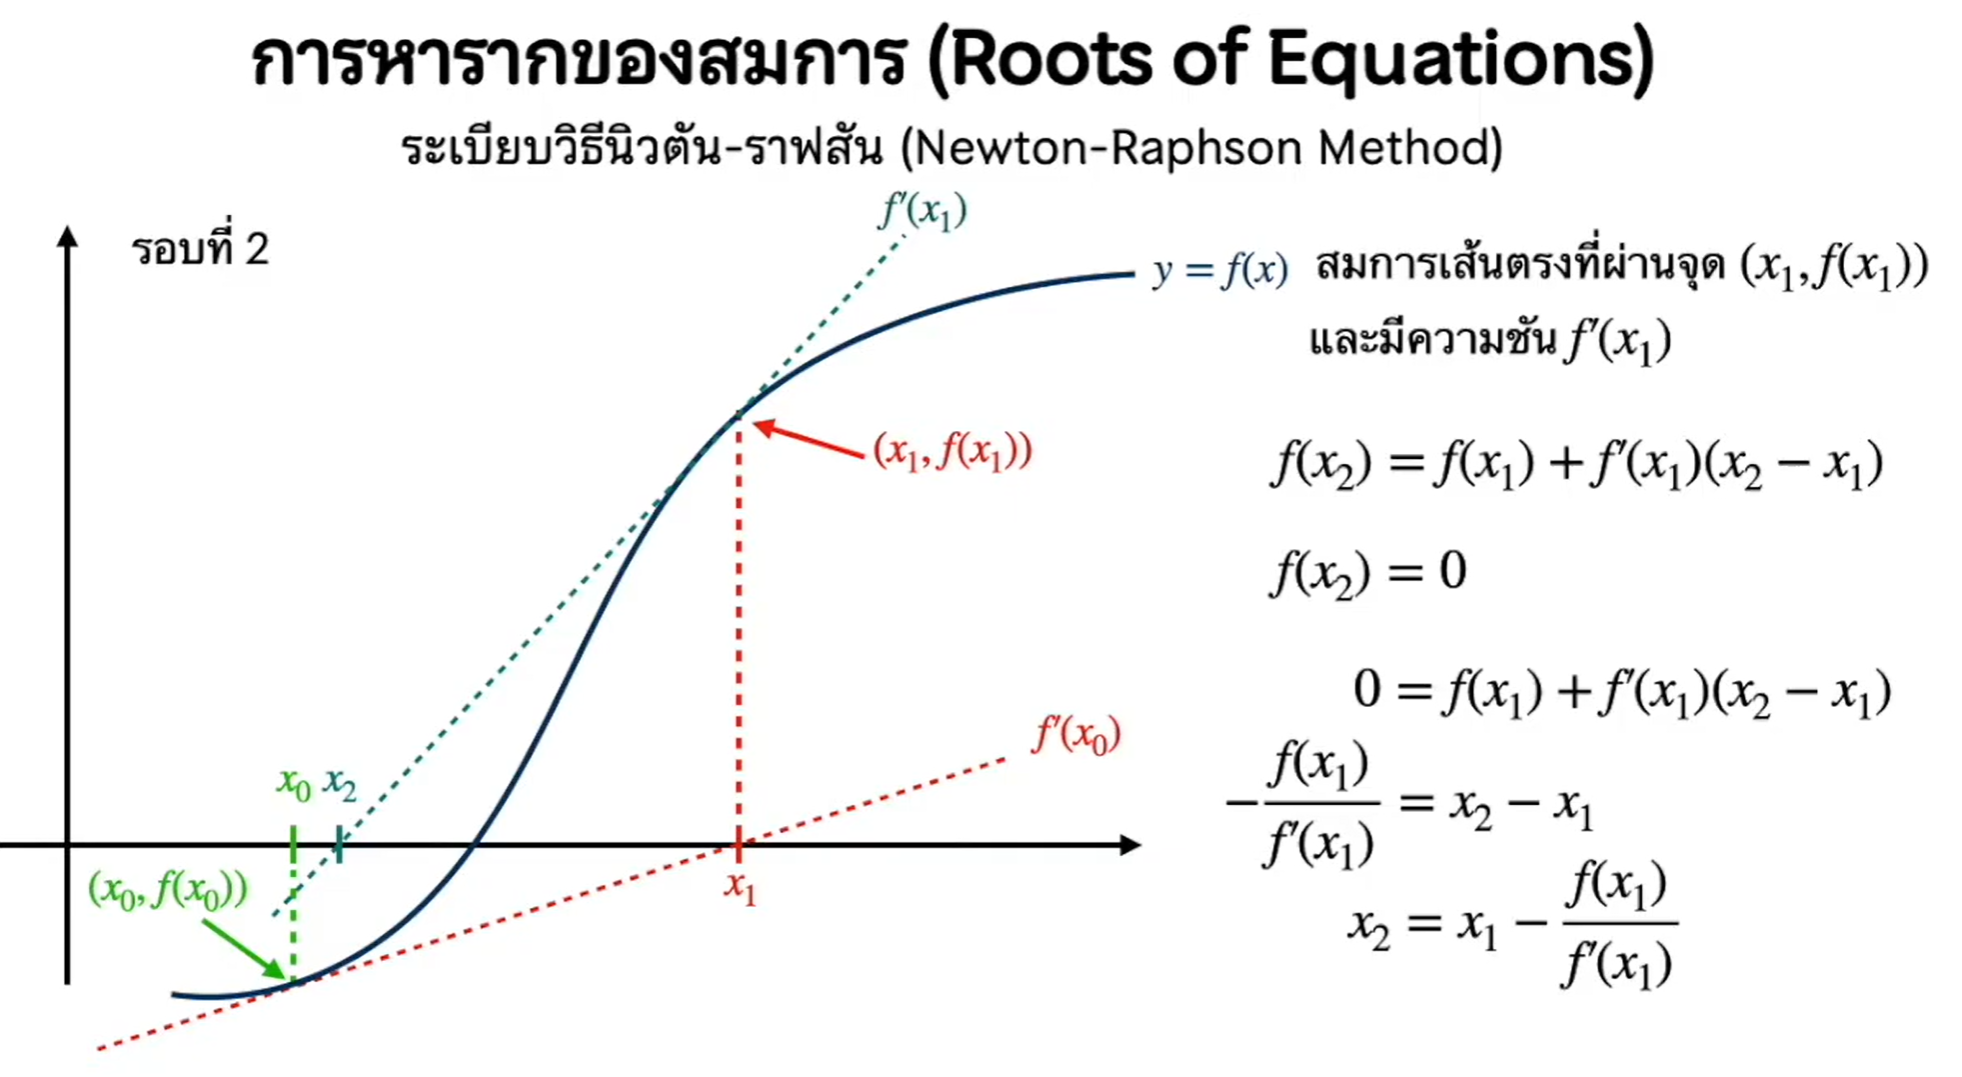 การหารากของสมการ (Roots of Equations)
ระเบียบวิธีนิวตัน-ราฟสัน (Newton-Raphson Method)
รอบที่ 2
f′(x₁)
y = f(x)
(x₁, f(x₁))
f′(x₀)
x₀ x₂
x₁
(x₀, f(x₀))
สมการเส้นตรงที่ผ่านจุด (x₁, f(x₁))
และมีความชัน f′(x₁)
f(x₂) = f(x₁) + f′(x₁)(x₂ − x₁)
f(x₂) = 0
0 = f(x₁) + f′(x₁)(x₂ − x₁)
−f(x₁)/f′(x₁) = x₂ − x₁
x₂ = x₁ − f(x₁)/f′(x₁)